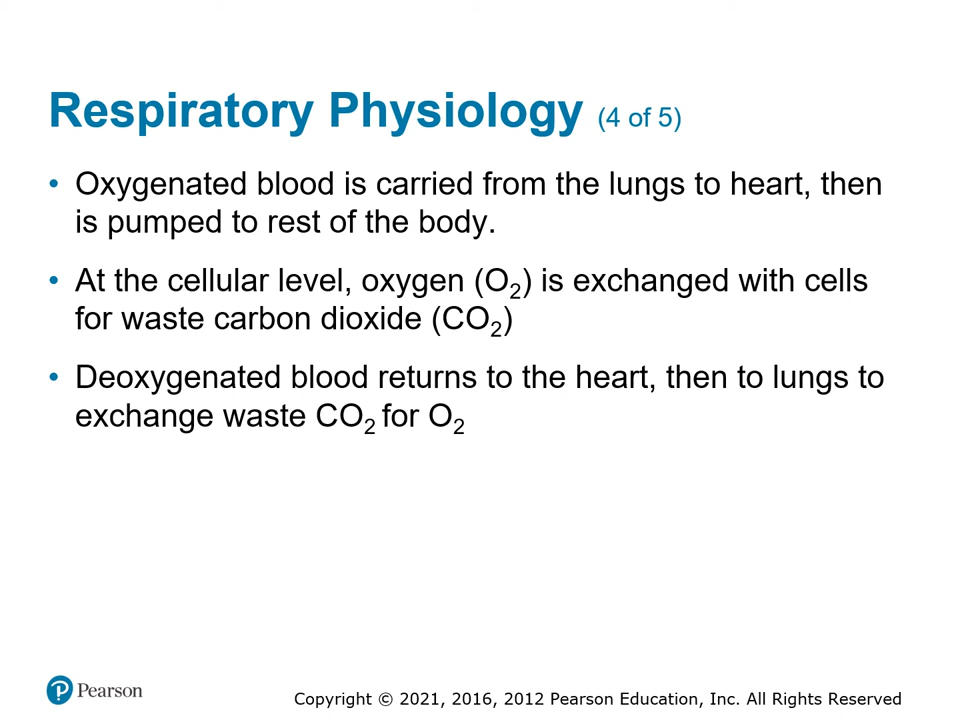 Respiratory Physiology (4 of 5)
• Oxygenated blood is carried from the lungs to heart, then
is pumped to rest of the body.
• At the cellular level, oxygen (O₂) is exchanged with cells
for waste carbon dioxide (CO₂)
• Deoxygenated blood returns to the heart, then to lungs to
exchange waste CO₂ for O₂
Pearson
Copyright © 2021, 2016, 2012 Pearson Education, Inc. All Rights Reserved